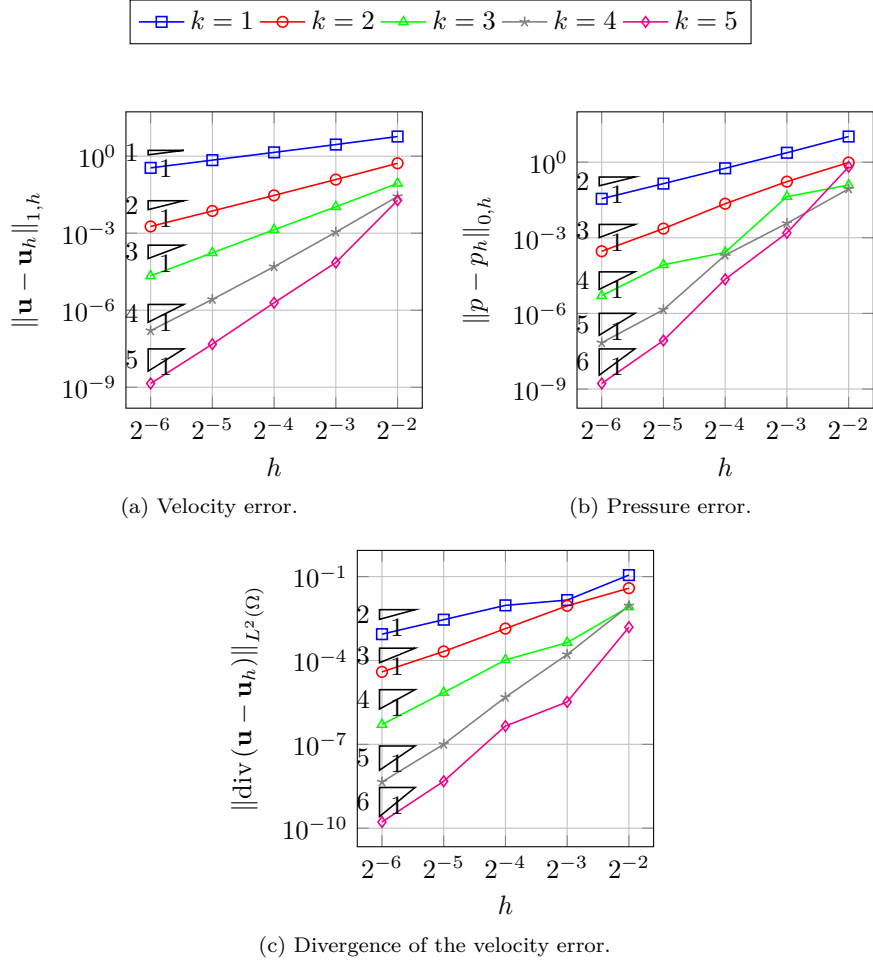 k = 1 k = 2 k = 3 k = 4 k = 5
10^0
10^{-3}
10^{-6}
10^{-9}
1 1
2 1
3 1
4 1
5 1
2^{-6} 2^{-5} 2^{-4} 2^{-3} 2^{-2}
h
‖u − u_h‖_{1,h}
(a) Velocity error.
10^0
10^{-3}
10^{-6}
10^{-9}
2 1
3 1
4 1
5 1
6 1
2^{-6} 2^{-5} 2^{-4} 2^{-3} 2^{-2}
h
‖p − p_h‖_{0,h}
(b) Pressure error.
10^{-1}
10^{-4}
10^{-7}
10^{-10}
2 1
3 1
4 1
5 1
6 1
2^{-6} 2^{-5} 2^{-4} 2^{-3} 2^{-2}
h
‖div (u − u_h)‖_{L^2(Ω)}
(c) Divergence of the velocity error.